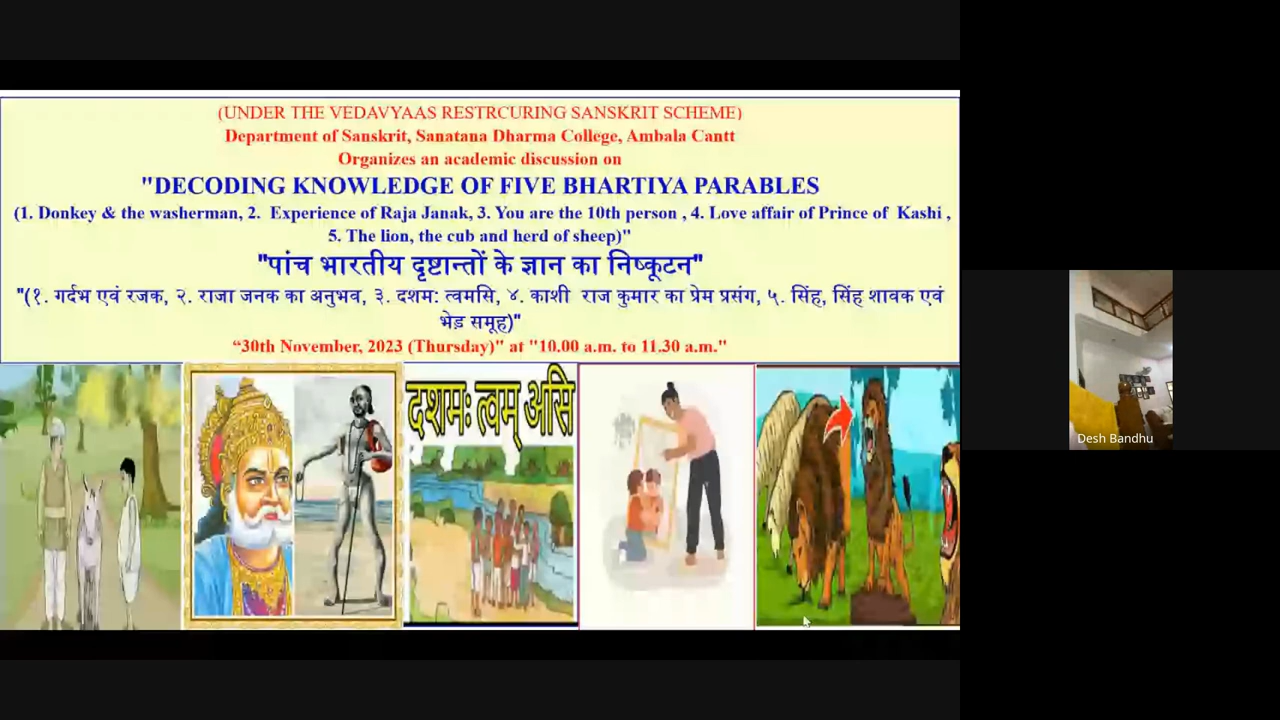 (UNDER THE VEDAVYAAS RESTRCURING SANSKRIT SCHEME)
Department of Sanskrit, Sanatana Dharma College, Ambala Cantt
Organizes an academic discussion on
"DECODING KNOWLEDGE OF FIVE BHARTIYA PARABLES
(1. Donkey & the washerman, 2. Experience of Raja Janak, 3. You are the 10th person , 4. Love affair of Prince of Kashi ,
5. The lion, the cub and herd of sheep)"
"पांच भारतीय दृष्टान्तों के ज्ञान का निष्कूटन"
"(१. गर्दभ एवं रजक, २. राजा जनक का अनुभव, ३. दशम: त्वमसि, ४. काशी राज कुमार का प्रेम प्रसंग, ५. सिंह, सिंह शावक एवं
भेड़ समूह)"
“30th November, 2023 (Thursday)" at "10.00 a.m. to 11.30 a.m."
दशमः त्वम् असि
Desh Bandhu